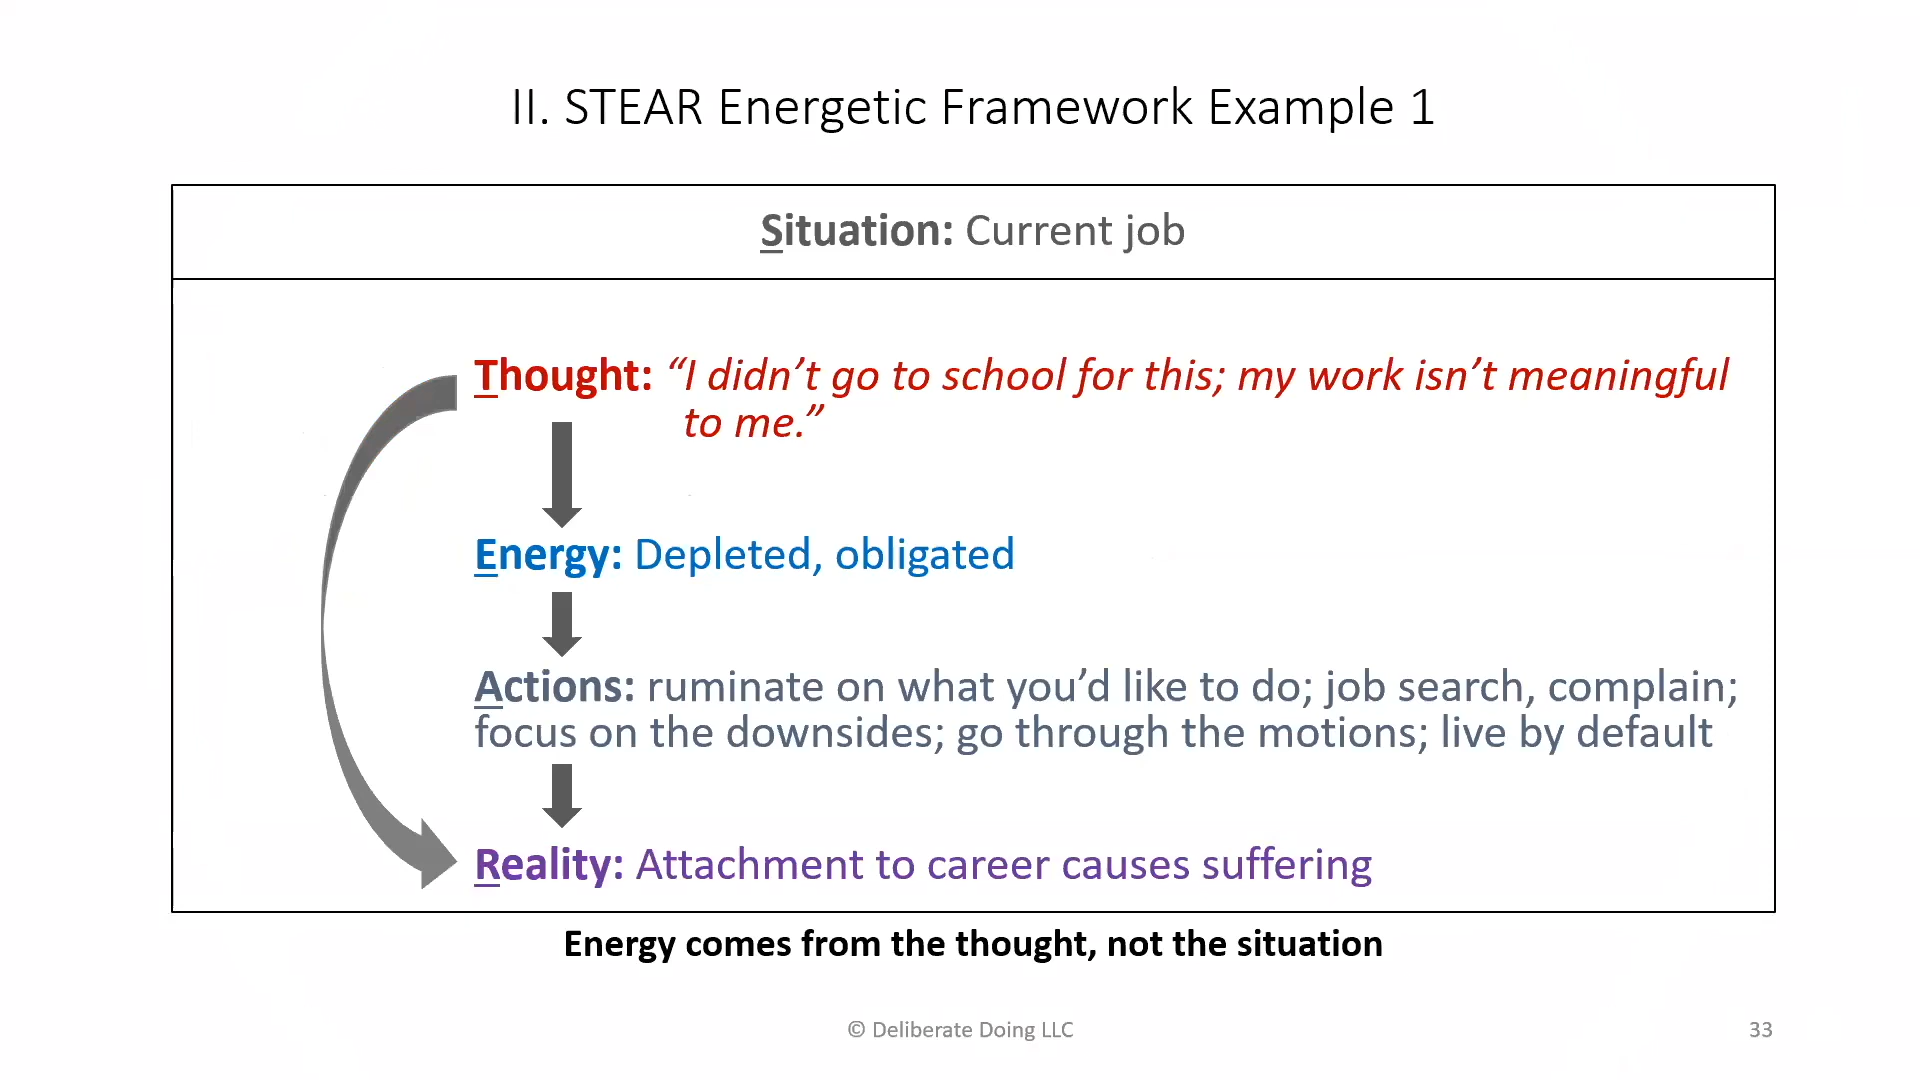 II. STEAR Energetic Framework Example 1
Situation: Current job
Thought: “I didn’t go to school for this; my work isn’t meaningful
to me.”
Energy: Depleted, obligated
Actions: ruminate on what you’d like to do; job search, complain;
focus on the downsides; go through the motions; live by default
Reality: Attachment to career causes suffering
Energy comes from the thought, not the situation
© Deliberate Doing LLC
33